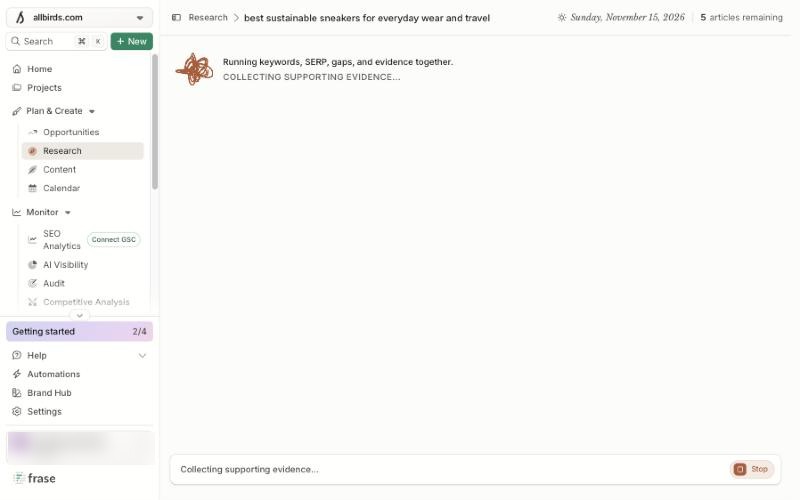 allbirds.com
Search ⌘ K
+ New
Home
Projects
Plan & Create
Opportunities
Research
Content
Calendar
Monitor
SEO Analytics
Connect GSC
AI Visibility
Audit
Competitive Analysis
Getting started 2/4
Help
Automations
Brand Hub
Settings
frase
Research > best sustainable sneakers for everyday wear and travel
Sunday, November 15, 2026
5 articles remaining
Running keywords, SERP, gaps, and evidence together.
COLLECTING SUPPORTING EVIDENCE...
Collecting supporting evidence...
Stop